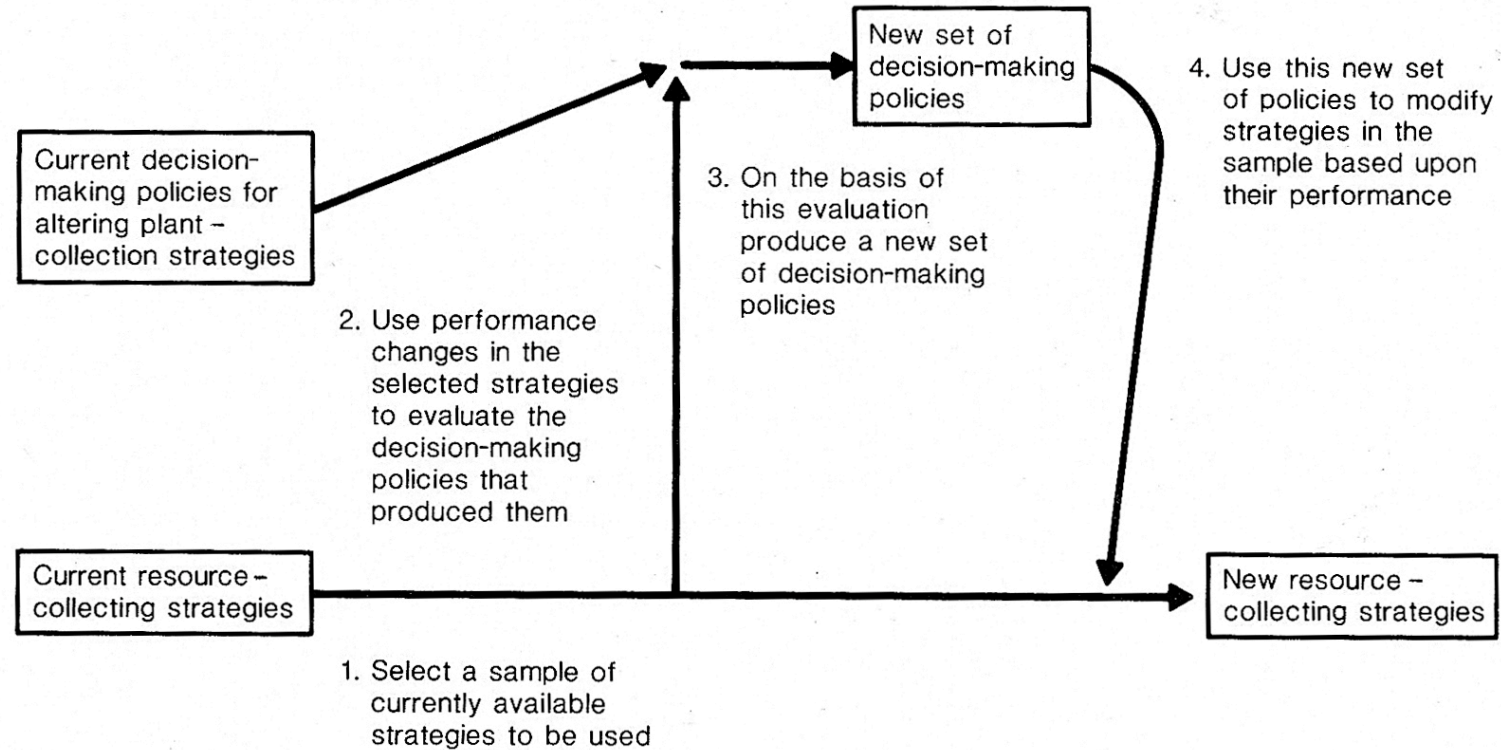 New set of
decision-making
policies
4. Use this new set
of policies to modify
strategies in the
sample based upon
their performance
Current decision-
making policies for
altering plant –
collection strategies
3. On the basis of
this evaluation
produce a new set
of decision-making
policies
2. Use performance
changes in the
selected strategies
to evaluate the
decision-making
policies that
produced them
Current resource –
collecting strategies
New resource –
collecting strategies
1. Select a sample of
currently available
strategies to be used